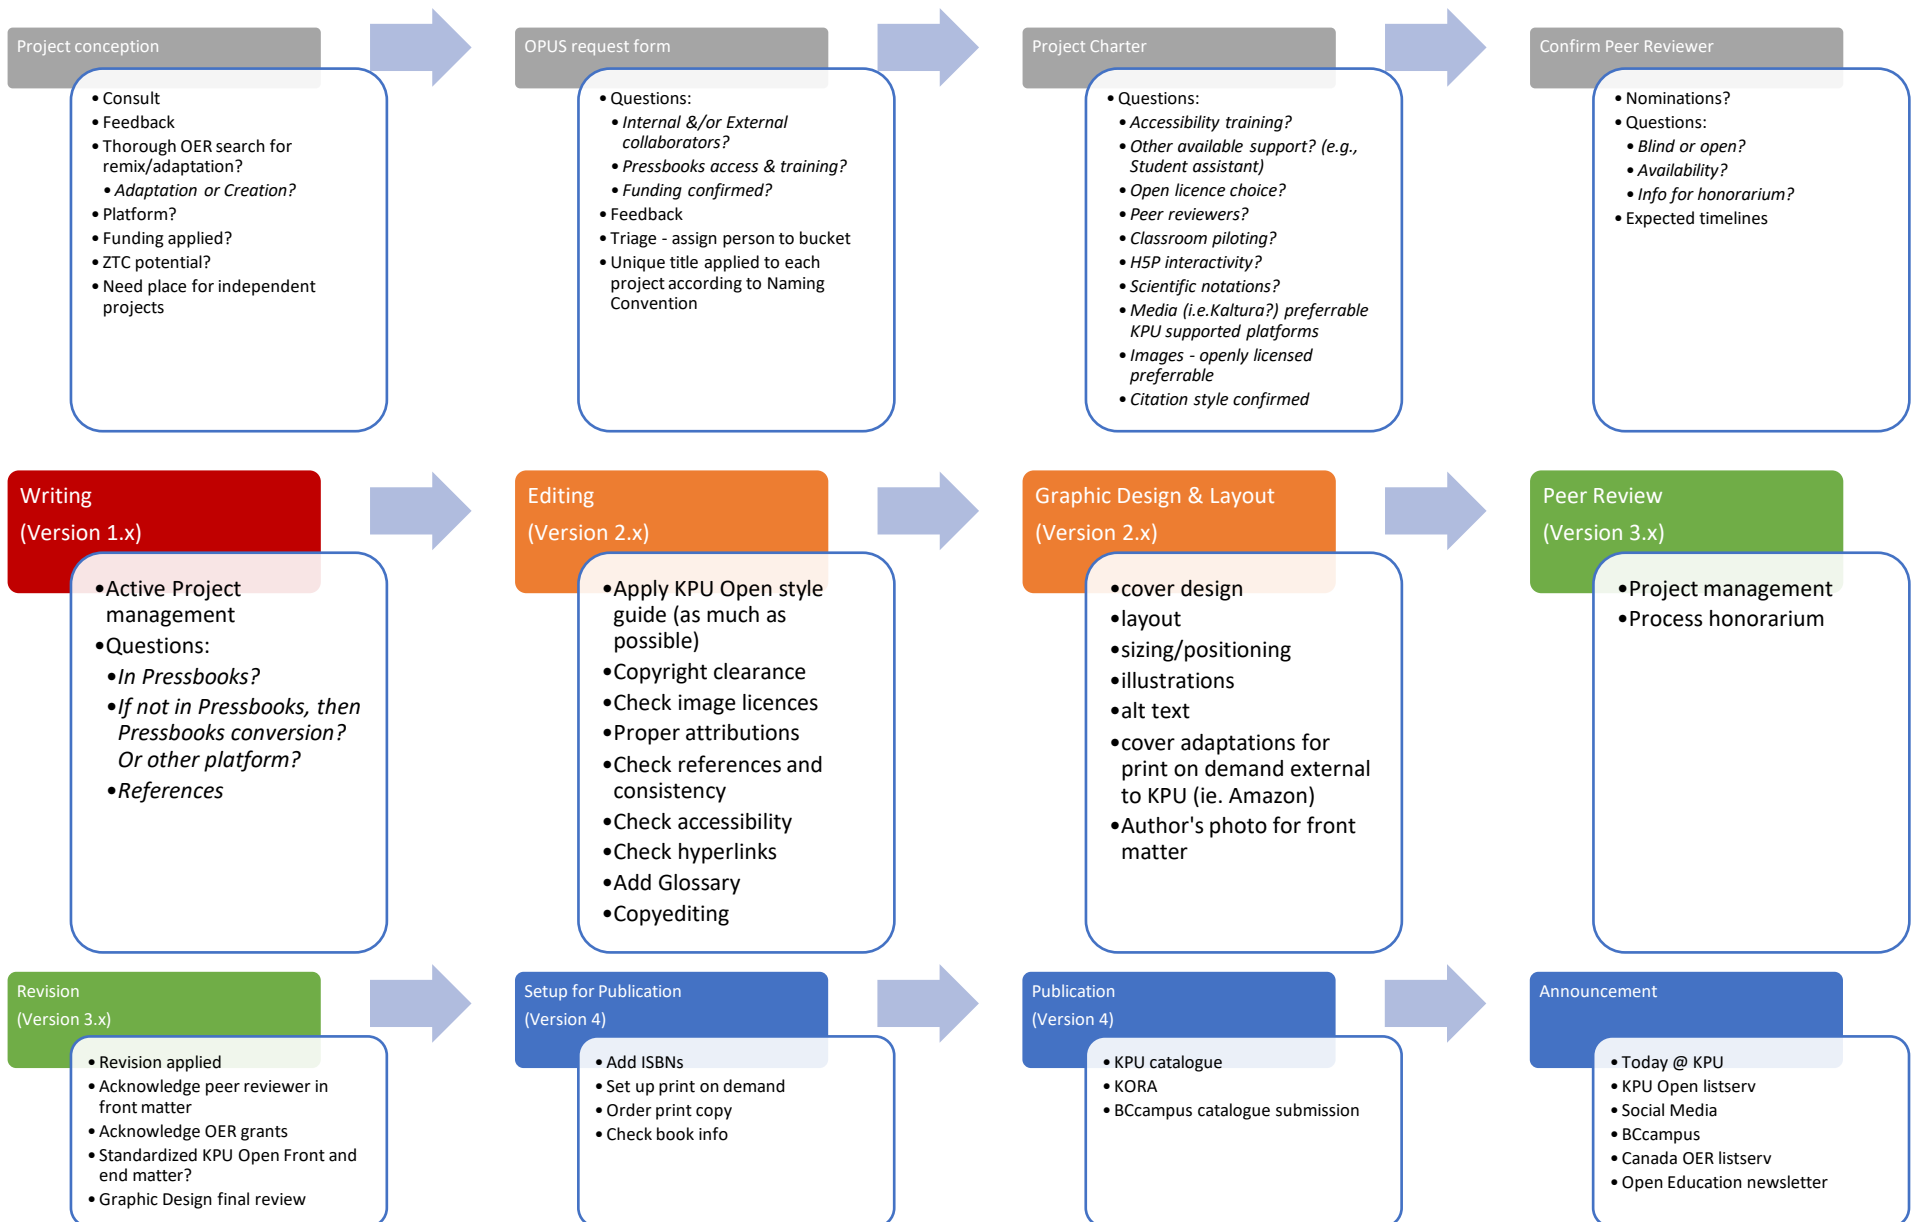 Project conception
• Consult
• Feedback
• Thorough OER search for
remix/adaptation?
• Adaptation or Creation?
• Platform?
• Funding applied?
• ZTC potential?
• Need place for independent
projects
OPUS request form
• Questions:
• Internal &/or External
collaborators?
• Pressbooks access & training?
• Funding confirmed?
• Feedback
• Triage - assign person to bucket
• Unique title applied to each
project according to Naming
Convention
Project Charter
• Questions:
• Accessibility training?
• Other available support? (e.g.,
Student assistant)
• Open licence choice?
• Peer reviewers?
• Classroom piloting?
• H5P interactivity?
• Scientific notations?
• Media (i.e.Kaltura?) preferrable
KPU supported platforms
• Images - openly licensed
preferrable
• Citation style confirmed
Confirm Peer Reviewer
• Nominations?
• Questions:
• Blind or open?
• Availability?
• Info for honorarium?
• Expected timelines
Writing
(Version 1.x)
•Active Project
management
•Questions:
•In Pressbooks?
•If not in Pressbooks, then
Pressbooks conversion?
Or other platform?
•References
Editing
(Version 2.x)
•Apply KPU Open style
guide (as much as
possible)
•Copyright clearance
•Check image licences
•Proper attributions
•Check references and
consistency
•Check accessibility
•Check hyperlinks
•Add Glossary
•Copyediting
Graphic Design & Layout
(Version 2.x)
•cover design
•layout
•sizing/positioning
•illustrations
•alt text
•cover adaptations for
print on demand external
to KPU (ie. Amazon)
•Author's photo for front
matter
Peer Review
(Version 3.x)
•Project management
•Process honorarium
Revision
(Version 3.x)
• Revision applied
• Acknowledge peer reviewer in
front matter
• Acknowledge OER grants
• Standardized KPU Open Front and
end matter?
• Graphic Design final review
Setup for Publication
(Version 4)
• Add ISBNs
• Set up print on demand
• Order print copy
• Check book info
Publication
(Version 4)
• KPU catalogue
• KORA
• BCcampus catalogue submission
Announcement
• Today @ KPU
• KPU Open listserv
• Social Media
• BCcampus
• Canada OER listserv
• Open Education newsletter